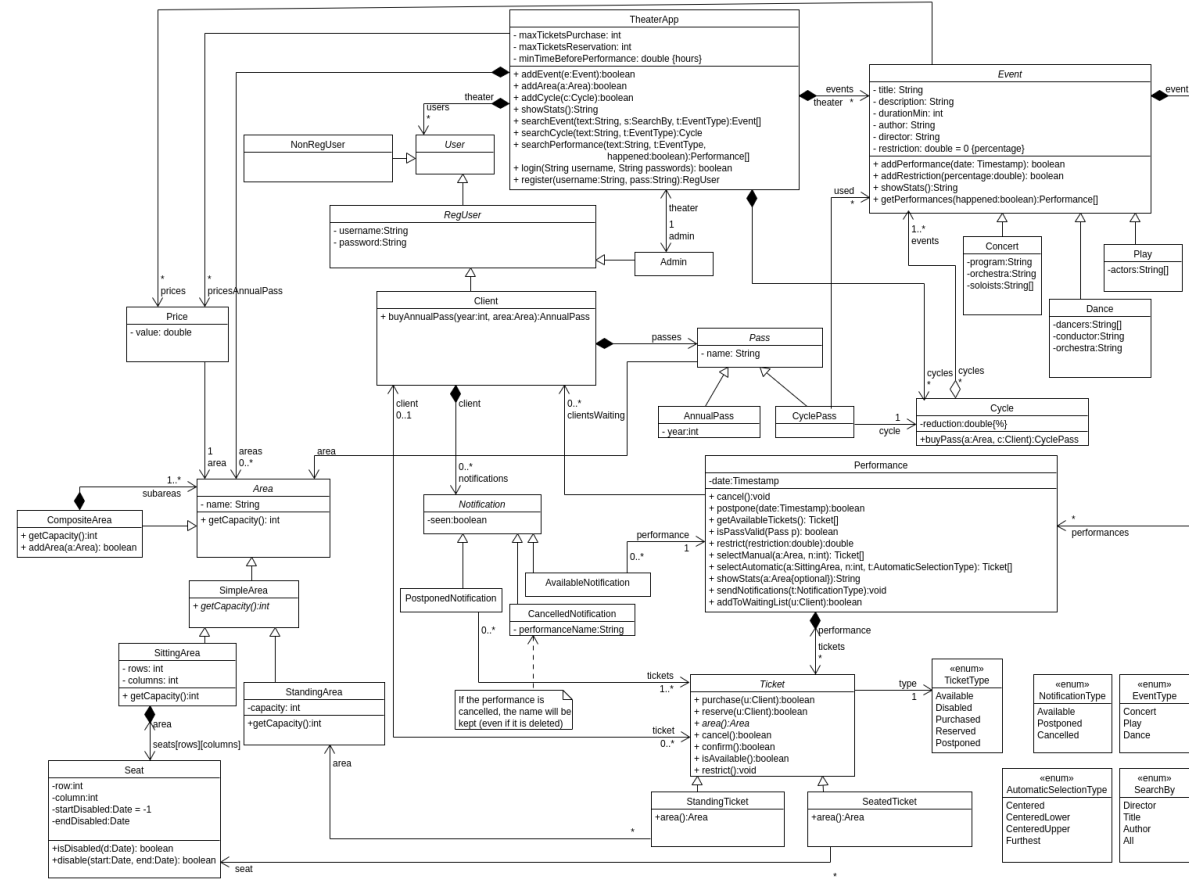 TheaterApp
- maxTicketsPurchase: int
- maxTicketsReservation: int
- minTimeBeforePerformance: double {hours}
+ addEvent(e:Event):boolean
+ addArea(a:Area):boolean
+ addCycle(c:Cycle):boolean
+ showStats():String
+ searchEvent(text:String, s:SearchBy, t:EventType):Event[]
+ searchCycle(text:String, t:EventType):Cycle
+ searchPerformance(text:String, t:EventType,
happened:boolean):Performance[]
+ login(String username, String passwords): boolean
+ register(username:String, pass:String):RegUser
theater
users
*
events
theater *
Event
- title: String
- description: String
- durationMin: int
- author: String
- director: String
- restriction: double = 0 {percentage}
+ addPerformance(date: Timestamp): boolean
+ addRestriction(percentage:double): boolean
+ showStats():String
+ getPerformances(happened:boolean):Performance[]
event
NonRegUser
User
used
*
theater
1
admin
Admin
RegUser
- username:String
- password:String
1..*
events
Concert
-program:String
-orchestra:String
-soloists:String[]
Play
-actors:String[]
Dance
-dancers:String[]
-conductor:String
-orchestra:String
*
prices
*
pricesAnnualPass
Price
- value: double
Client
+ buyAnnualPass(year:int, area:Area):AnnualPass
passes
Pass
- name: String
cycles
*
cycles
*
client
0..1
client
0..*
clientsWaiting
AnnualPass
- year:int
CyclePass
1
cycle
Cycle
-reduction:double{%}
+buyPass(a:Area, c:Client):CyclePass
1
area
areas
0..*
area
0..*
notifications
1..*
subareas
Area
- name: String
+ getCapacity(): int
CompositeArea
+ getCapacity():int
+ addArea(a:Area): boolean
Notification
-seen:boolean
performance
1
0..*
Performance
-date:Timestamp
+ cancel():void
+ postpone(date:Timestamp):boolean
+ getAvailableTickets(): Ticket[]
+ isPassValid(Pass p): boolean
+ restrict(restriction:double):double
+ selectManual(a:Area, n:int): Ticket[]
+ selectAutomatic(a:SittingArea, n:int, t:AutomaticSelectionType): Ticket[]
+ showStats(a:Area{optional}):String
+ sendNotifications(t:NotificationType):void
+ addToWaitingList(u:Client):boolean
*
performances
SimpleArea
+ getCapacity():int
PostponedNotification
0..*
AvailableNotification
CancelledNotification
- performanceName:String
performance
tickets
*
SittingArea
- rows: int
- columns: int
+ getCapacity():int
StandingArea
-capacity: int
+getCapacity():int
area
seats[rows][columns]
area
If the performance is
cancelled, the name will be
kept (even if it is deleted)
tickets
1..*
ticket
0..*
Ticket
+ purchase(u:Client):boolean
+ reserve(u:Client):boolean
+ area():Area
+ cancel():boolean
+ confirm():boolean
+ isAvailable():boolean
+ restrict():void
type
1
«enum»
TicketType
Available
Disabled
Purchased
Reserved
Postponed
«enum»
NotificationType
Available
Postponed
Cancelled
«enum»
EventType
Concert
Play
Dance
Seat
-row:int
-column:int
-startDisabled:Date = -1
-endDisabled:Date
+isDisabled(d:Date): boolean
+disable(start:Date, end:Date): boolean
seat
*
StandingTicket
+area():Area
SeatedTicket
+area():Area
*
«enum»
AutomaticSelectionType
Centered
CenteredLower
CenteredUpper
Furthest
«enum»
SearchBy
Director
Title
Author
All